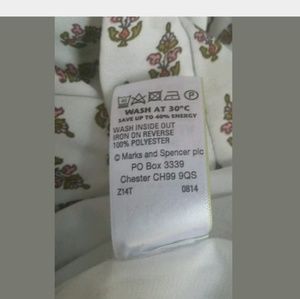 WASH AT 30°C
SAVE UP TO 40% ENERGY
WASH INSIDE OUT
IRON ON REVERSE
100% POLYESTER
© Marks and Spencer plc
PO Box 3339
Chester CH99 9QS
Z14T 0814